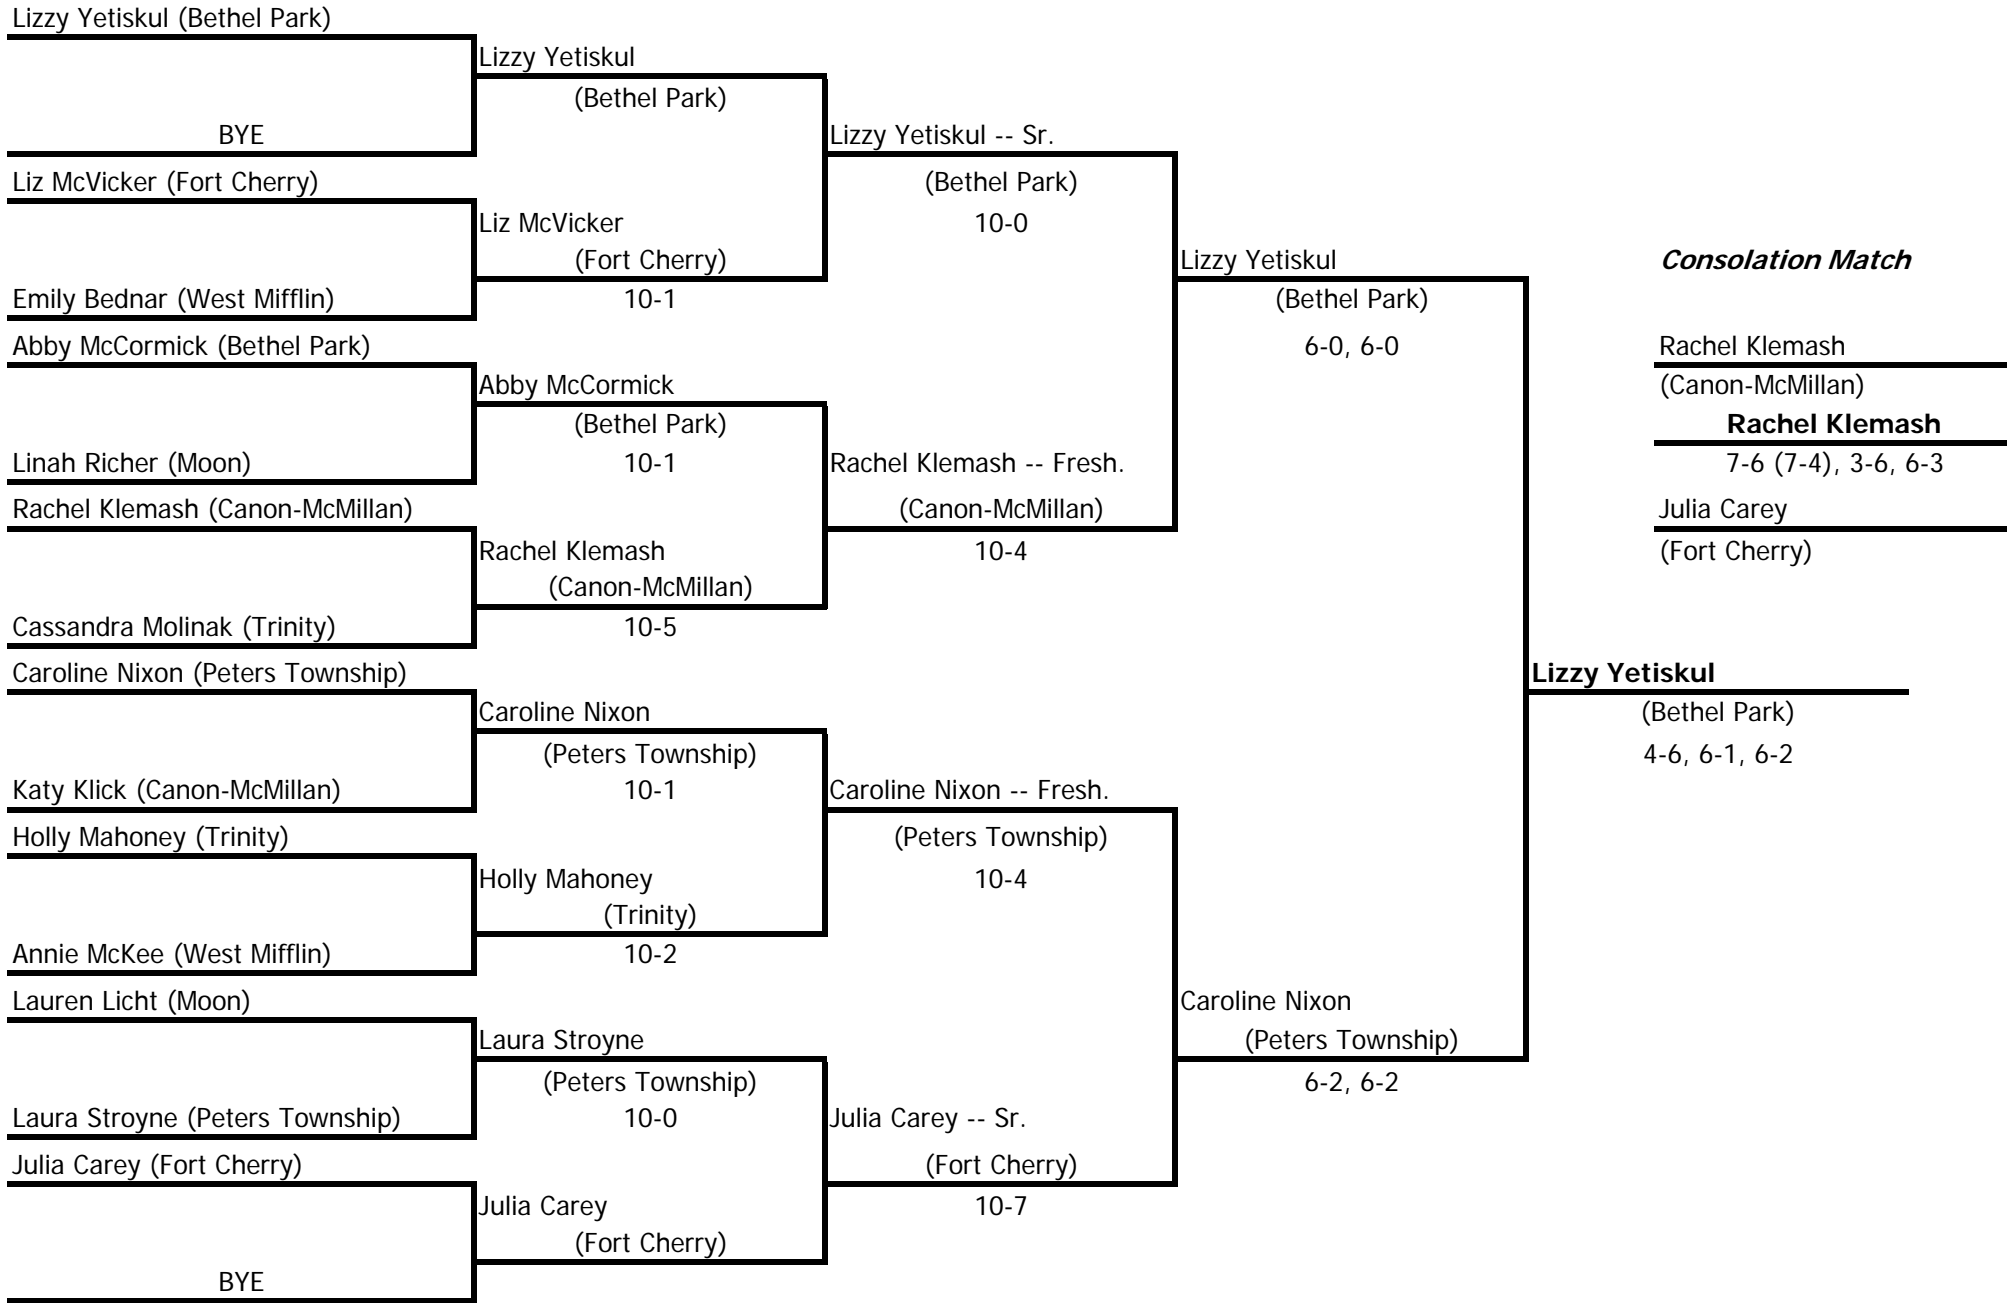 Lizzy Yetiskul (Bethel Park)
BYE
Liz McVicker (Fort Cherry)
Emily Bednar (West Mifflin)
Abby McCormick (Bethel Park)
Linah Richer (Moon)
Rachel Klemash (Canon-McMillan)
Cassandra Molinak (Trinity)
Caroline Nixon (Peters Township)
Katy Klick (Canon-McMillan)
Holly Mahoney (Trinity)
Annie McKee (West Mifflin)
Lauren Licht (Moon)
Laura Stroyne (Peters Township)
Julia Carey (Fort Cherry)
BYE
Lizzy Yetiskul
(Bethel Park)
Liz McVicker
(Fort Cherry)
10-1
Abby McCormick
(Bethel Park)
10-1
Rachel Klemash
(Canon-McMillan)
10-5
Caroline Nixon
(Peters Township)
10-1
Holly Mahoney
(Trinity)
10-2
Laura Stroyne
(Peters Township)
10-0
Julia Carey
(Fort Cherry)
Lizzy Yetiskul -- Sr.
(Bethel Park)
10-0
Rachel Klemash -- Fresh.
(Canon-McMillan)
10-4
Caroline Nixon -- Fresh.
(Peters Township)
10-4
Julia Carey -- Sr.
(Fort Cherry)
10-7
Lizzy Yetiskul
(Bethel Park)
6-0, 6-0
Caroline Nixon
(Peters Township)
6-2, 6-2
Lizzy Yetiskul
(Bethel Park)
4-6, 6-1, 6-2
Consolation Match
Rachel Klemash
(Canon-McMillan)
Rachel Klemash
7-6 (7-4), 3-6, 6-3
Julia Carey
(Fort Cherry)